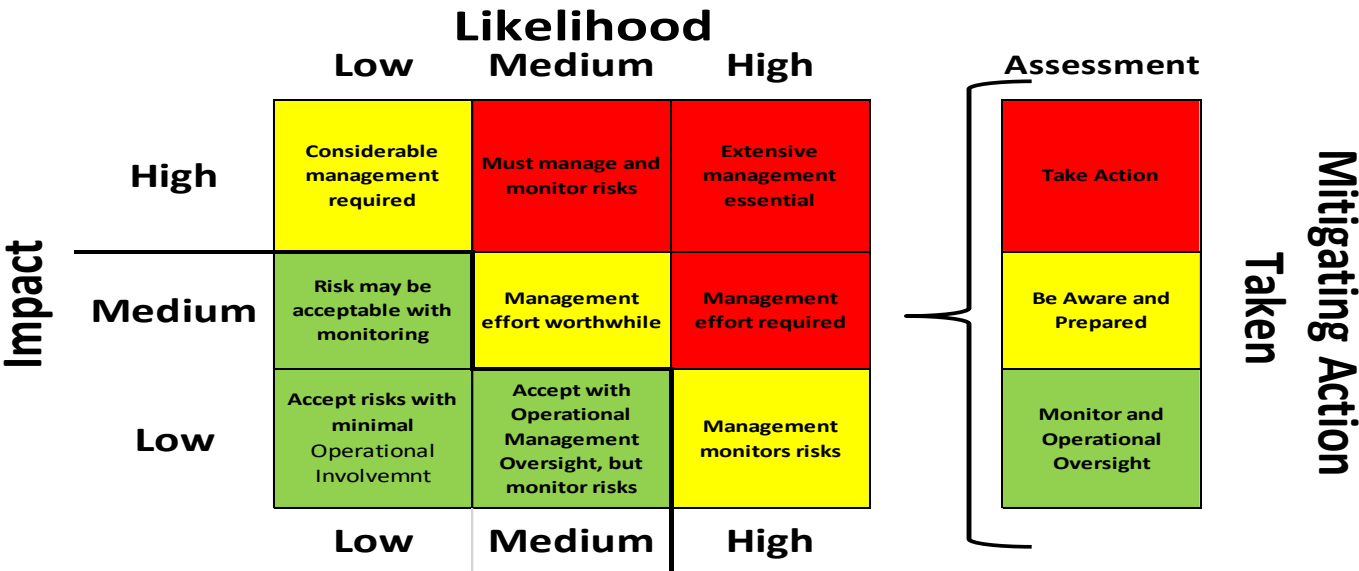 Likelihood
Low Medium High
Assessment
Impact
High
Considerable
management
required
Must manage and
monitor risks
Extensive
management
essential
Take Action
Medium
Risk may be
acceptable with
monitoring
Management
effort worthwhile
Management
effort required
Be Aware and
Prepared
Low
Accept risks with
minimal
Operational
Involvemnt
Accept with
Operational
Management
Oversight, but
monitor risks
Management
monitors risks
Monitor and
Operational
Oversight
Low Medium High
Mitigating Action
Taken